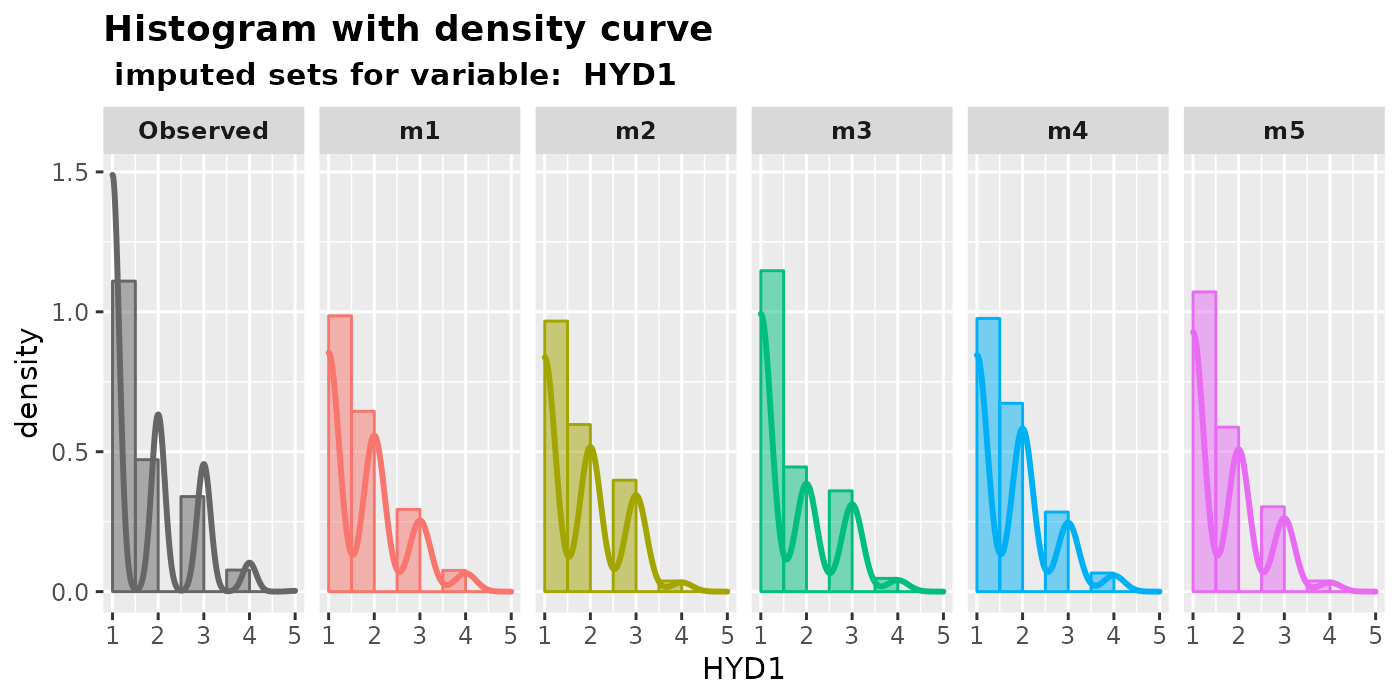 Histogram with density curve
imputed sets for variable:  HYD1
Observed m1 m2 m3 m4 m5
1.5
1.0
0.5
0.0
density
1 2 3 4 5 1 2 3 4 5 1 2 3 4 5 1 2 3 4 5 1 2 3 4 5 1 2 3 4 5
HYD1